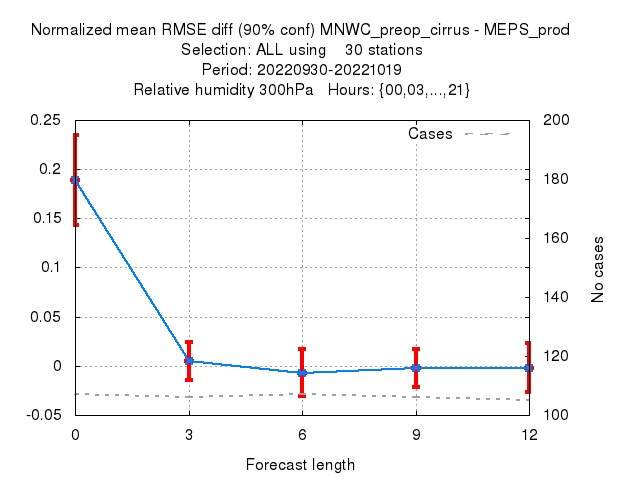 Normalized mean RMSE diff (90% conf) MNWC_preop_cirrus - MEPS_prod
Selection: ALL using    30 stations
Period: 20220930-20221019
Relative humidity 300hPa   Hours: {00,03,...,21}
Cases
0.25
0.2
0.15
0.1
0.05
0
-0.05
200
180
160
140
120
100
No cases
0 3 6 9 12
Forecast length